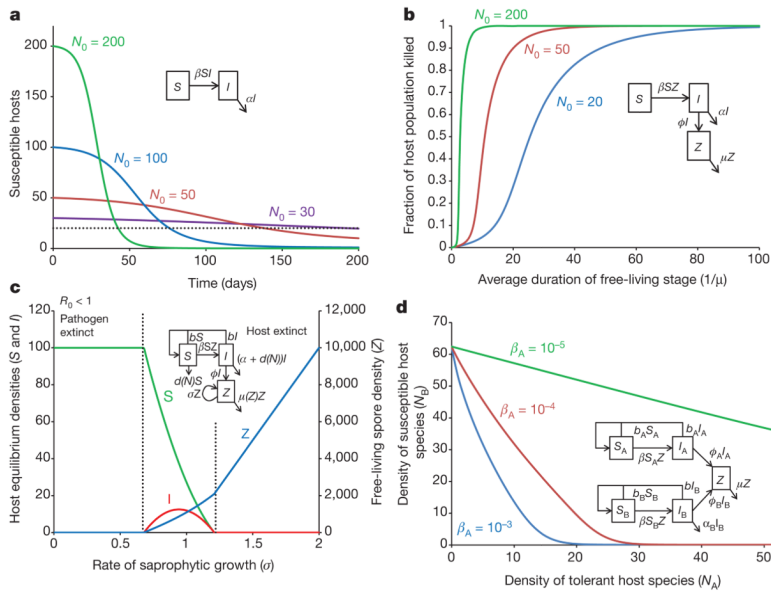 a
Susceptible hosts
200
150
100
50
0
N0 = 200
N0 = 100
N0 = 50
N0 = 30
S
βSI
I
αI
0
50
100
150
200
Time (days)
b
Fraction of host population killed
1
0.9
0.8
0.7
0.6
0.5
0.4
0.3
0.2
0.1
0
N0 = 200
N0 = 50
N0 = 20
S
βSZ
I
αI
ϕI
Z
μZ
0
20
40
60
80
100
Average duration of free-living stage (1/μ)
c
R0 < 1
Pathogen
extinct
Host extinct
Host equilibrium densities (S and I)
120
100
80
60
40
20
0
S
I
Z
bS
bI
S
βSZ
I
(α + d(N))I
d(N)S
ϕI
σZ
Z
μ(Z)Z
12,000
10,000
8,000
6,000
4,000
2,000
0
Free-living spore density (Z)
0
0.5
1
1.5
2
Rate of saprophytic growth (σ)
d
Density of susceptible host
species (NB)
70
60
50
40
30
20
10
0
βA = 10−5
βA = 10−4
βA = 10−3
bASA
bAIA
SA
βSAZ
IA
ϕAIA
Z
μZ
bBSB
bIB
ϕBIB
SB
βSBZ
IB
αBIB
0
10
20
30
40
50
Density of tolerant host species (NA)